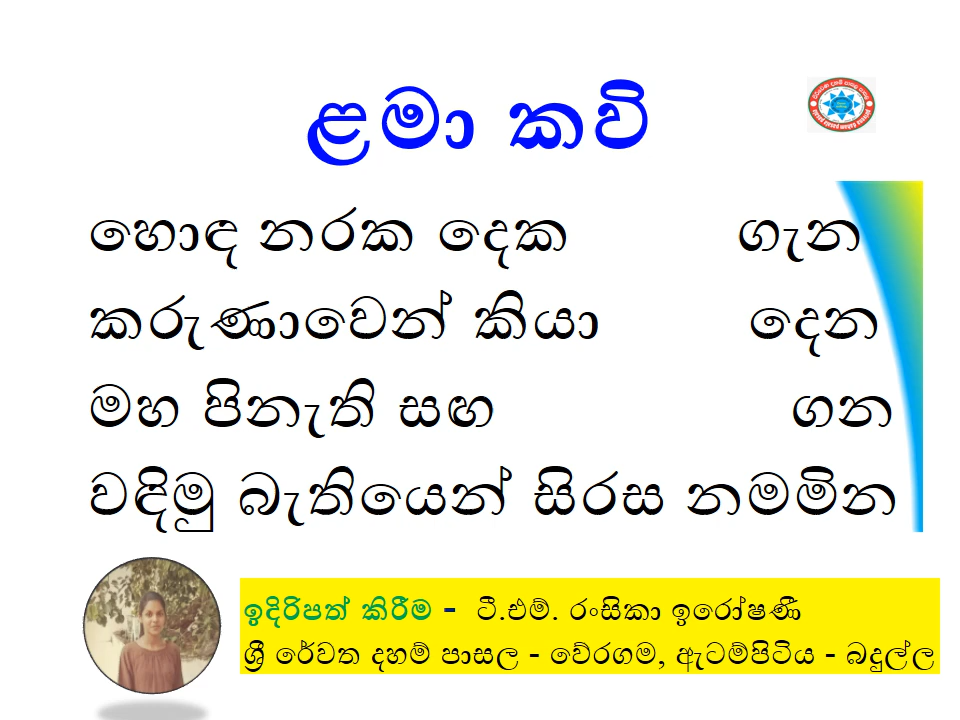 ළමා කවි
හොඳ නරක දෙක ගැන
කරුණාවෙන් කියා දෙන
මහ පිනැති සඟ ගන
වඳිමු බැතියෙන් සිරස නමමින
ඉදිරිපත් කිරීම - ටී.එම්. රංසිකා ඉරෝෂණී
ශ්‍රී රේවත දහම් පාසල - වේරගම, ඇටම්පිටිය - බදුල්ල